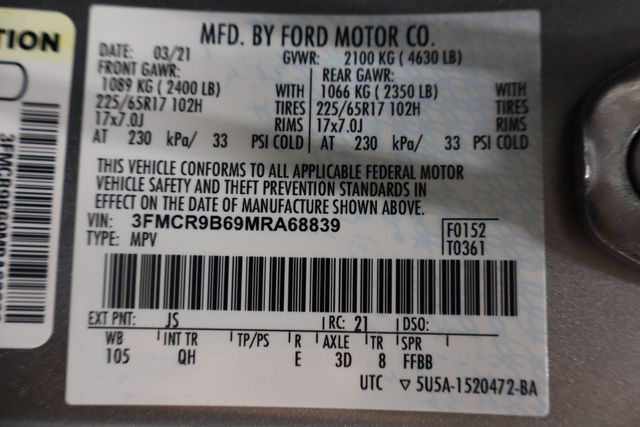 MFD. BY FORD MOTOR CO.
DATE: 03/21 GVWR: 2100 KG ( 4630 LB)
FRONT GAWR: REAR GAWR:
1089 KG ( 2400 LB) WITH 1066 KG ( 2350 LB) WITH
225/65R17 102H TIRES 225/65R17 102H TIRES
17x7.0J RIMS 17x7.0J RIMS
AT 230 kPa/ 33 PSI COLD AT 230 kPa/ 33 PSI COLD
THIS VEHICLE CONFORMS TO ALL APPLICABLE FEDERAL MOTOR
VEHICLE SAFETY AND THEFT PREVENTION STANDARDS IN
EFFECT ON THE DATE OF MANUFACTURE SHOWN ABOVE.
VIN: 3FMCR9B69MRA68839 F0152
TYPE: MPV T0361
EXT PNT: JS RC: 21 DSO:
WB INT TR TP/PS R AXLE TR SPR
105 QH E 3D 8 FFBB
UTC ▽ 5U5A-1520472-BA